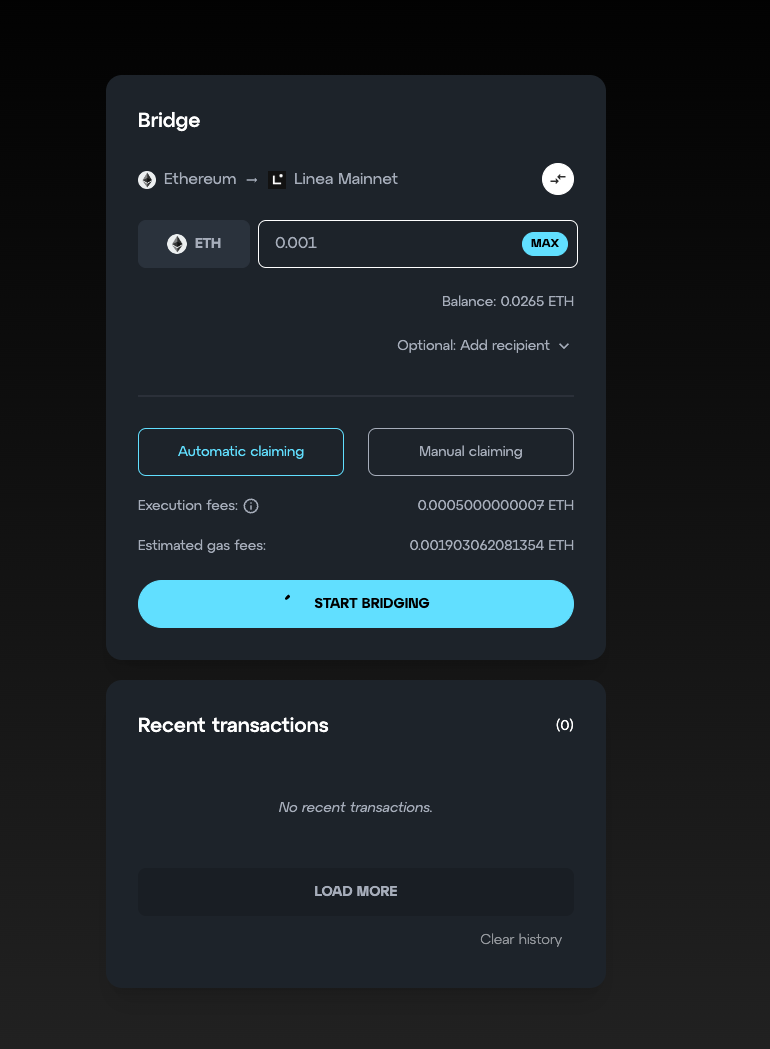 Bridge
Ethereum → Linea Mainnet
ETH 0.001 MAX
Balance: 0.0265 ETH
Optional: Add recipient
Automatic claiming Manual claiming
Execution fees: 0.0005000000007 ETH
Estimated gas fees: 0.001903062081354 ETH
START BRIDGING
Recent transactions (0)
No recent transactions.
LOAD MORE
Clear history